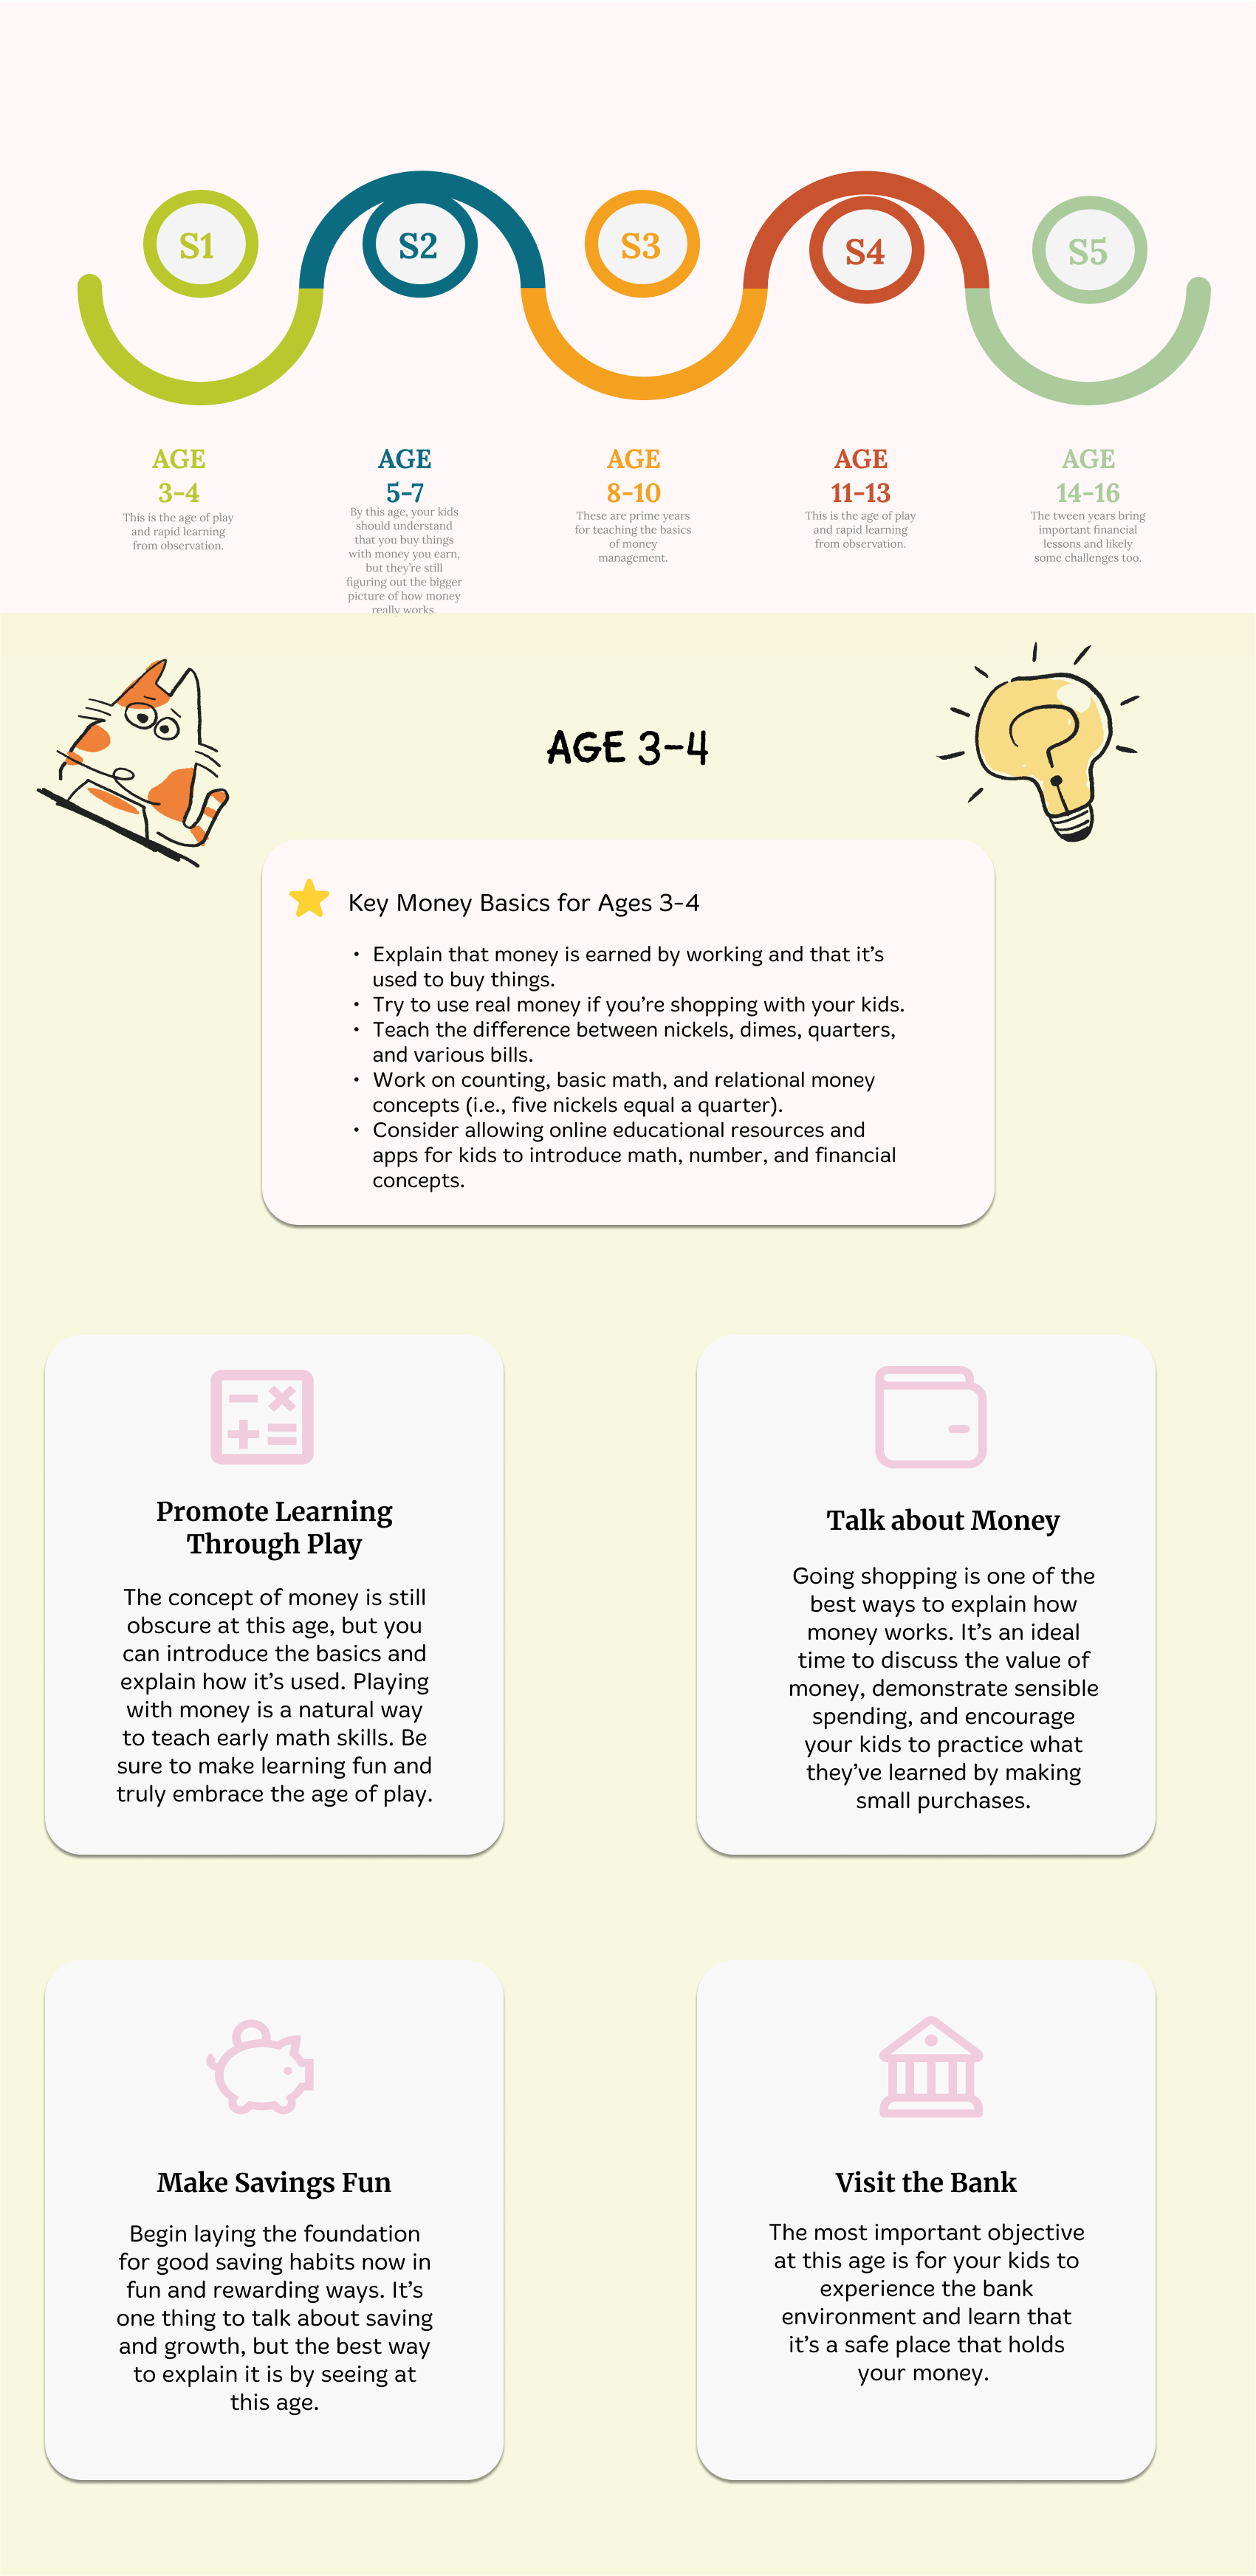 S1
S2
S3
S4
S5
AGE
3-4
This is the age of play
and rapid learning
from observation.
AGE
5-7
By this age, your kids
should understand
that you buy things
with money you earn,
but they're still
figuring out the bigger
picture of how money
really works.
AGE
8-10
These are prime years
for teaching the basics
of money
management.
AGE
11-13
This is the age of play
and rapid learning
from observation.
AGE
14-16
The tween years bring
important financial
lessons and likely
some challenges too.
AGE 3-4
Key Money Basics for Ages 3-4
• Explain that money is earned by working and that it's
used to buy things.
• Try to use real money if you're shopping with your kids.
• Teach the difference between nickels, dimes, quarters,
and various bills.
• Work on counting, basic math, and relational money
concepts (i.e., five nickels equal a quarter).
• Consider allowing online educational resources and
apps for kids to introduce math, number, and financial
concepts.
Promote Learning
Through Play
The concept of money is still
obscure at this age, but you
can introduce the basics and
explain how it's used. Playing
with money is a natural way
to teach early math skills. Be
sure to make learning fun and
truly embrace the age of play.
Talk about Money
Going shopping is one of the
best ways to explain how
money works. It's an ideal
time to discuss the value of
money, demonstrate sensible
spending, and encourage
your kids to practice what
they've learned by making
small purchases.
Make Savings Fun
Begin laying the foundation
for good saving habits now in
fun and rewarding ways. It's
one thing to talk about saving
and growth, but the best way
to explain it is by seeing at
this age.
Visit the Bank
The most important objective
at this age is for your kids to
experience the bank
environment and learn that
it's a safe place that holds
your money.